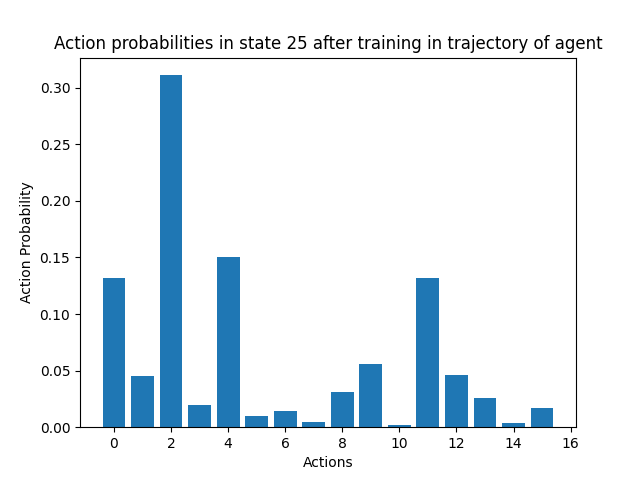 Action probabilities in state 25 after training in trajectory of agent
0.30
0.25
0.20
0.15
0.10
0.05
0.00
Action Probability
0 2 4 6 8 10 12 14 16
Actions